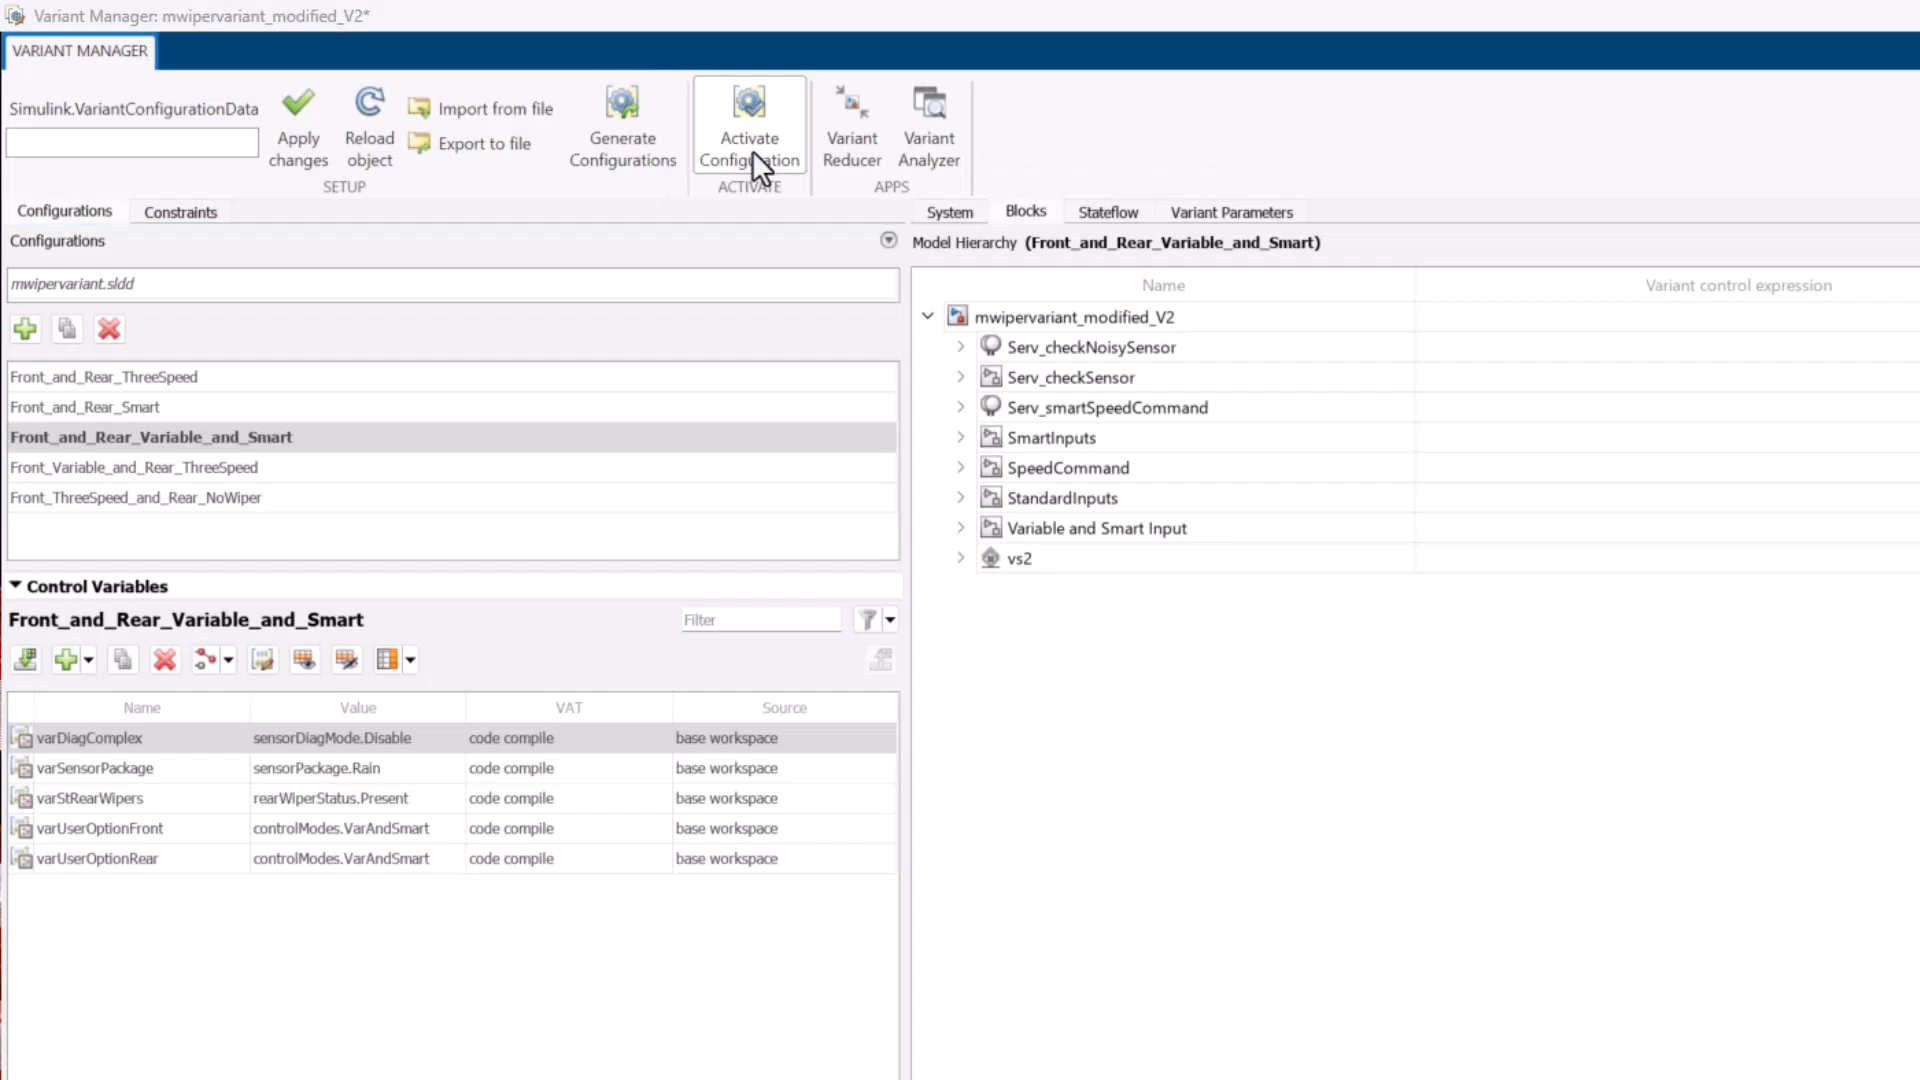 Variant Manager: mwipervariant_modified_V2*
VARIANT MANAGER
Simulink.VariantConfigurationData
Apply changes
Reload object
Import from file
Export to file
Generate Configurations
Activate Configuration
Variant Reducer
Variant Analyzer
SETUP
ACTIVATE
APPS
Configurations
Constraints
Configurations
mwipervariant.sldd
Front_and_Rear_ThreeSpeed
Front_and_Rear_Smart
Front_and_Rear_Variable_and_Smart
Front_Variable_and_Rear_ThreeSpeed
Front_ThreeSpeed_and_Rear_NoWiper
Control Variables
Front_and_Rear_Variable_and_Smart
Filter
Name Value VAT Source
varDiagComplex sensorDiagMode.Disable code compile base workspace
varSensorPackage sensorPackage.Rain code compile base workspace
varStRearWipers rearWiperStatus.Present code compile base workspace
varUserOptionFront controlModes.VarAndSmart code compile base workspace
varUserOptionRear controlModes.VarAndSmart code compile base workspace
System
Blocks
Stateflow
Variant Parameters
Model Hierarchy (Front_and_Rear_Variable_and_Smart)
Name Variant control expression
mwipervariant_modified_V2
Serv_checkNoisySensor
Serv_checkSensor
Serv_smartSpeedCommand
SmartInputs
SpeedCommand
StandardInputs
Variable and Smart Input
vs2